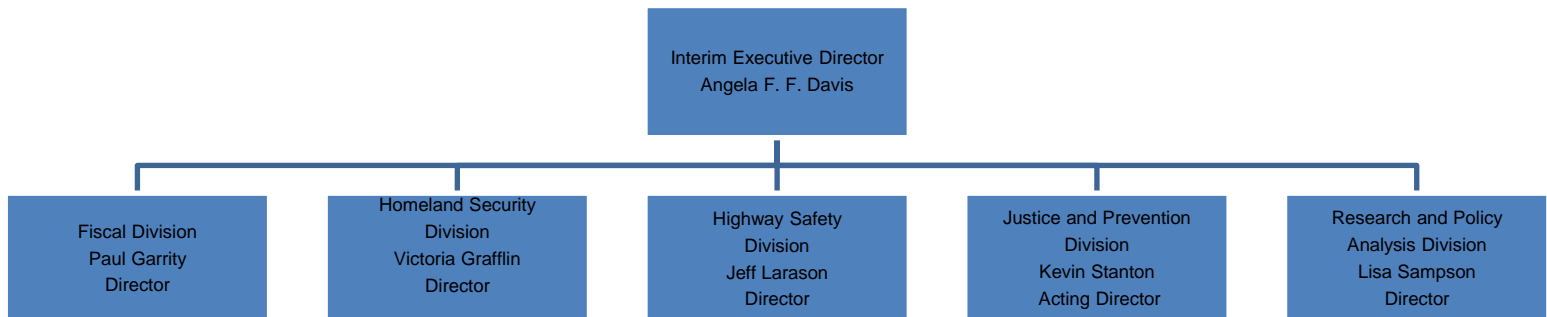 Interim Executive Director
Angela F. F. Davis
Fiscal Division
Paul Garrity
Director
Homeland Security
Division
Victoria Grafflin
Director
Highway Safety
Division
Jeff Larason
Director
Justice and Prevention
Division
Kevin Stanton
Acting Director
Research and Policy
Analysis Division
Lisa Sampson
Director